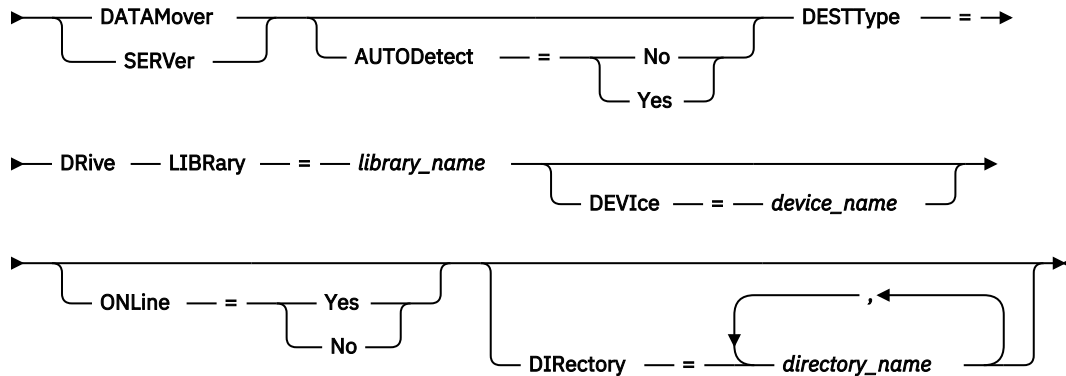 DATAMover DESTType =
SERVer AUTODetect = No
Yes
DRive LIBRary = library_name
DEVIce = device_name
ONLine = Yes
No ,
DIRectory = directory_name